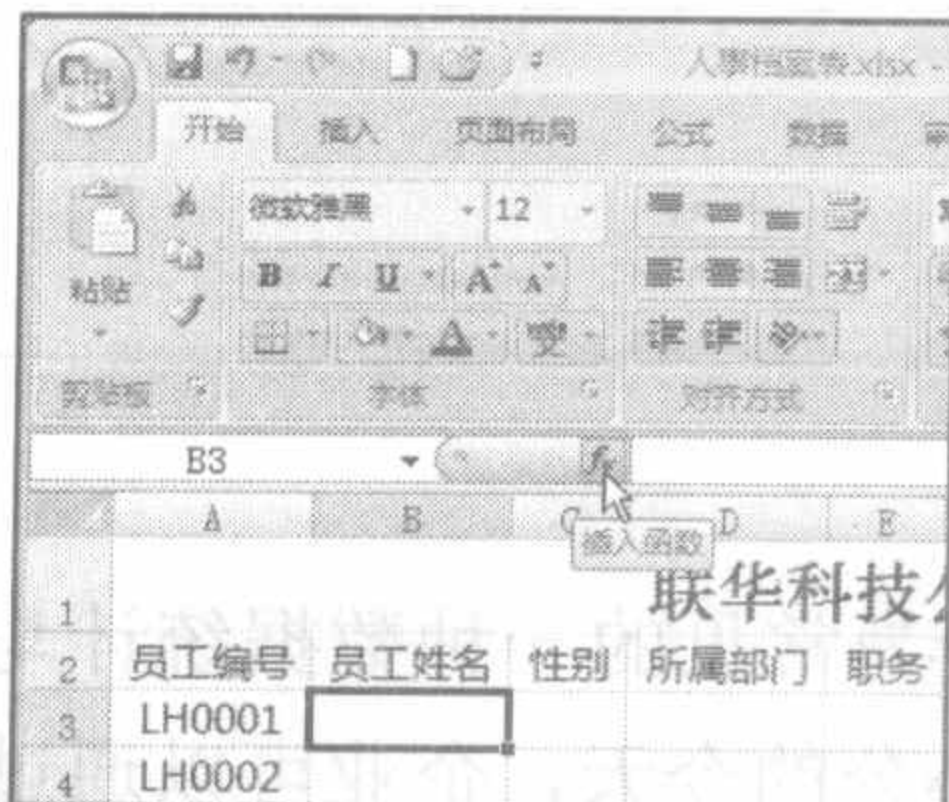 人事档案表.xlsx -
开始 插入 页面布局 公式 数据 审
微软雅黑 12
B I U A A
粘贴
剪贴板 字体 对齐方式
B3 fx
A B C D E
插入函数
1 联华科技公
2 员工编号 员工姓名 性别 所属部门 职务
3 LH0001
4 LH0002